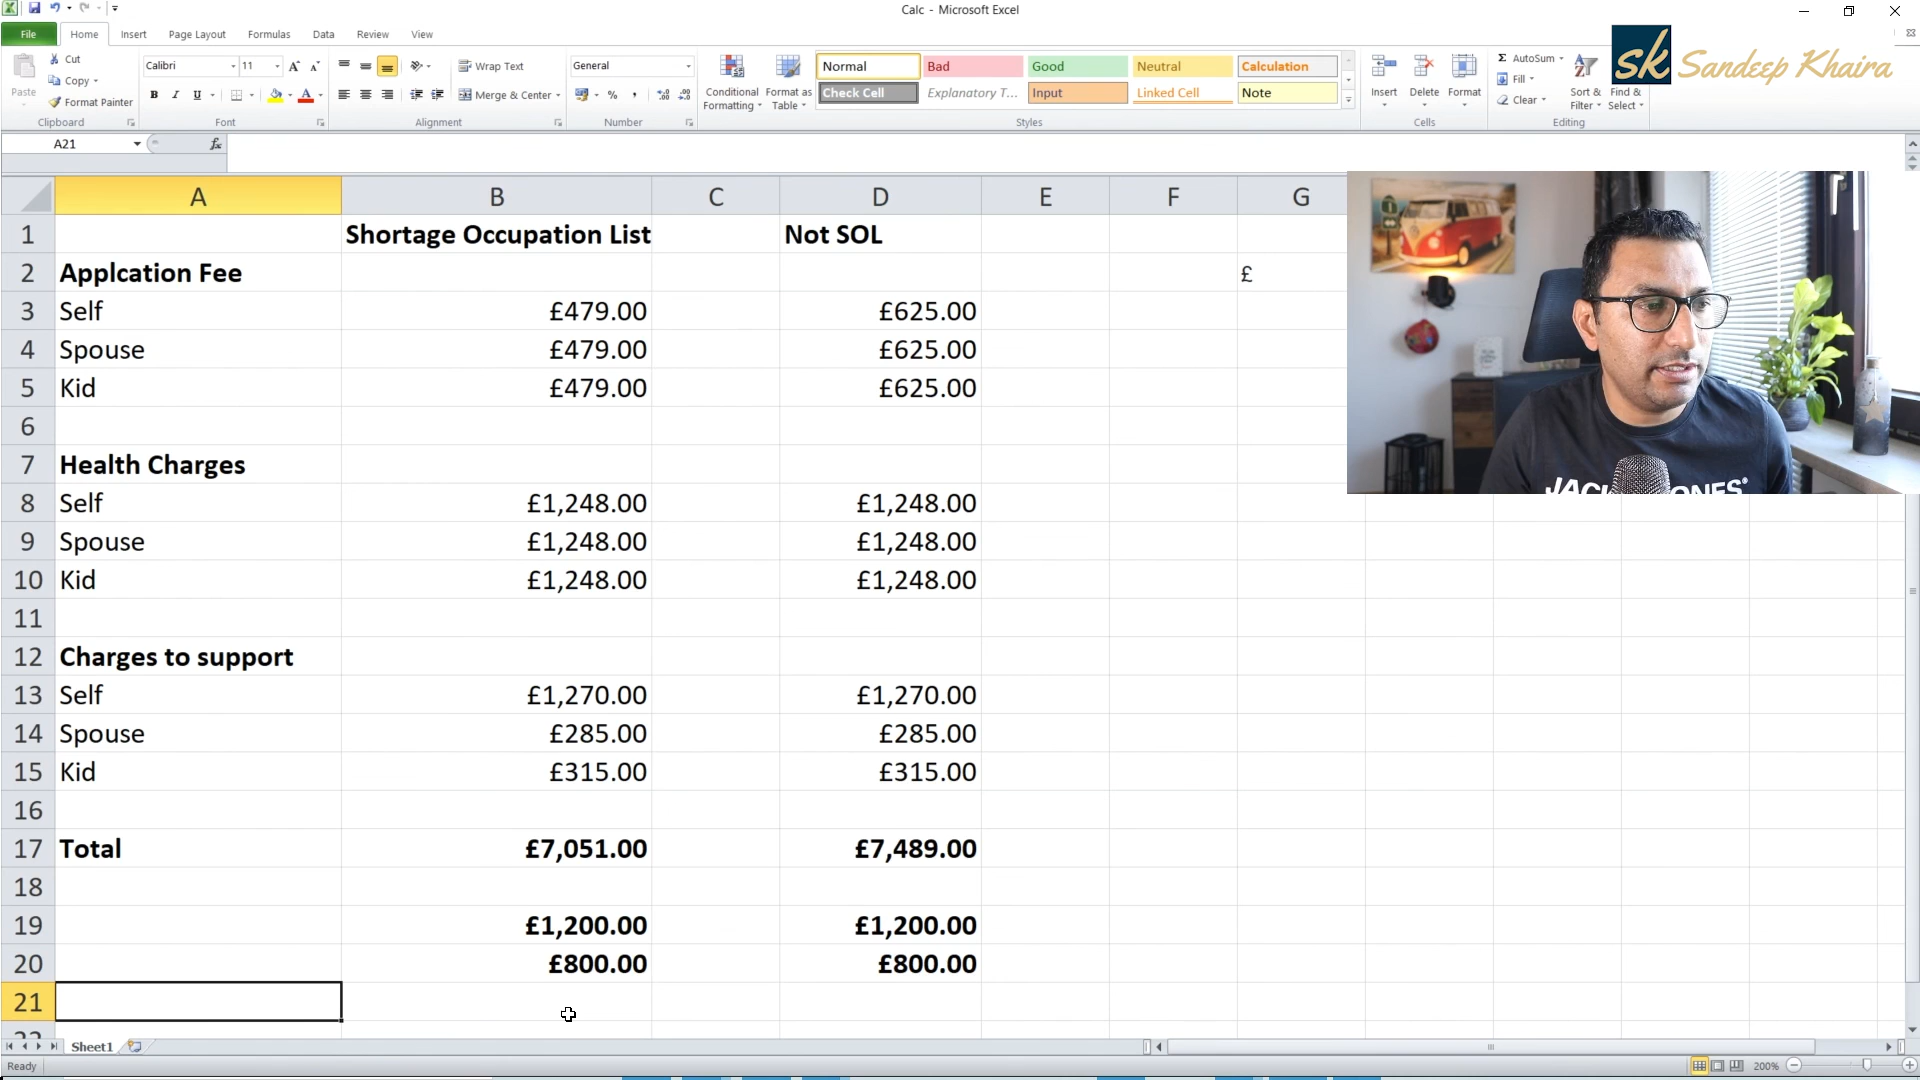 Calc - Microsoft Excel
File Home Insert Page Layout Formulas Data Review View
sk Sandeep Khaira
Paste
Cut
Copy
Format Painter
Clipboard
Calibri 11
B I U
Font
Wrap Text
Merge & Center
Alignment
General
Number
Conditional Formatting
Format as Table
Normal Bad Good Neutral Calculation
Check Cell Explanatory T... Input Linked Cell Note
Styles
Insert Delete Format
Cells
AutoSum
Fill
Clear
Sort & Filter
Find & Select
Editing
A21 fx
A B C D E F G
1 Shortage Occupation List Not SOL
2 Applcation Fee £
3 Self £479.00 £625.00
4 Spouse £479.00 £625.00
5 Kid £479.00 £625.00
6
7 Health Charges
8 Self £1,248.00 £1,248.00
9 Spouse £1,248.00 £1,248.00
10 Kid £1,248.00 £1,248.00
11
12 Charges to support
13 Self £1,270.00 £1,270.00
14 Spouse £285.00 £285.00
15 Kid £315.00 £315.00
16
17 Total £7,051.00 £7,489.00
18
19 £1,200.00 £1,200.00
20 £800.00 £800.00
21
Sheet1
Ready 200%